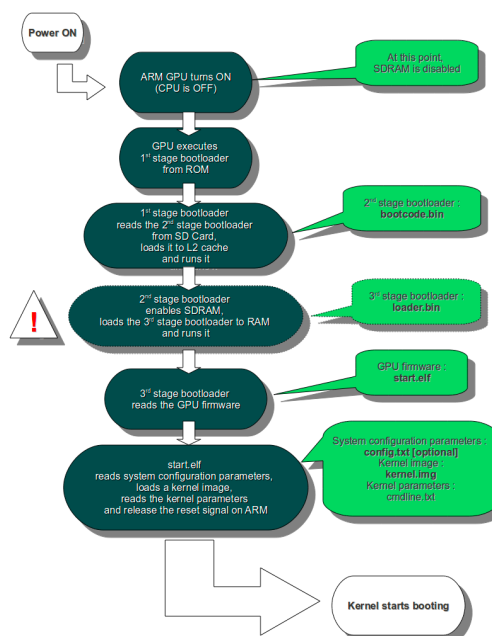 Power ON
ARM GPU turns ON
(CPU is OFF)
At this point,
SDRAM is disabled
GPU executes
1st stage bootloader
from ROM
1st stage bootloader
reads the 2nd stage bootloader
from SD Card,
loads it to L2 cache
and runs it
2nd stage bootloader :
bootcode.bin
2nd stage bootloader
enables SDRAM,
loads the 3rd stage bootloader to RAM
and runs it
3rd stage bootloader :
loader.bin
!
3rd stage bootloader
reads the GPU firmware
GPU firmware :
start.elf
start.elf
reads system configuration parameters,
loads a kernel image,
reads the kernel parameters
and release the reset signal on ARM
System configuration parameters :
config.txt [optional]
Kernel image :
kernel.img
Kernel parameters :
cmdline.txt
Kernel starts booting